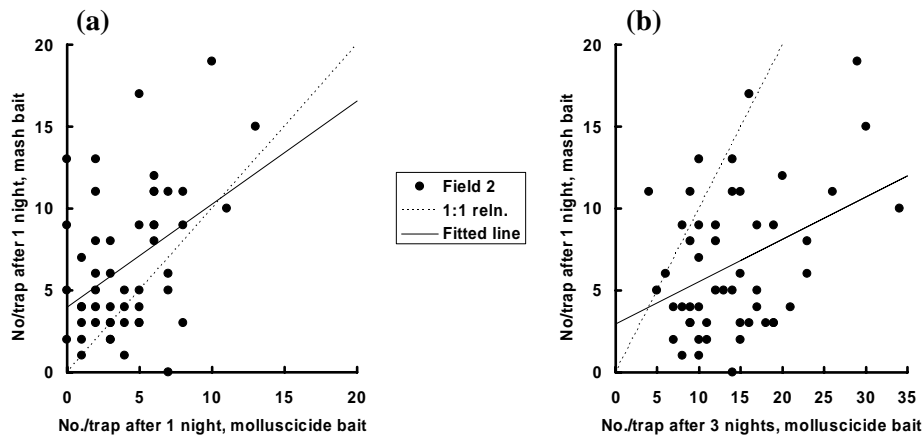 (a)
20
15
10
5
0
No/trap after 1 night, mash bait
0 5 10 15 20
No./trap after 1 night, molluscicide bait
Field 2
1:1 reln.
Fitted line
(b)
20
15
10
5
0
No/trap after 1 night, mash bait
0 5 10 15 20 25 30 35
No./trap after 3 nights, molluscicide bait